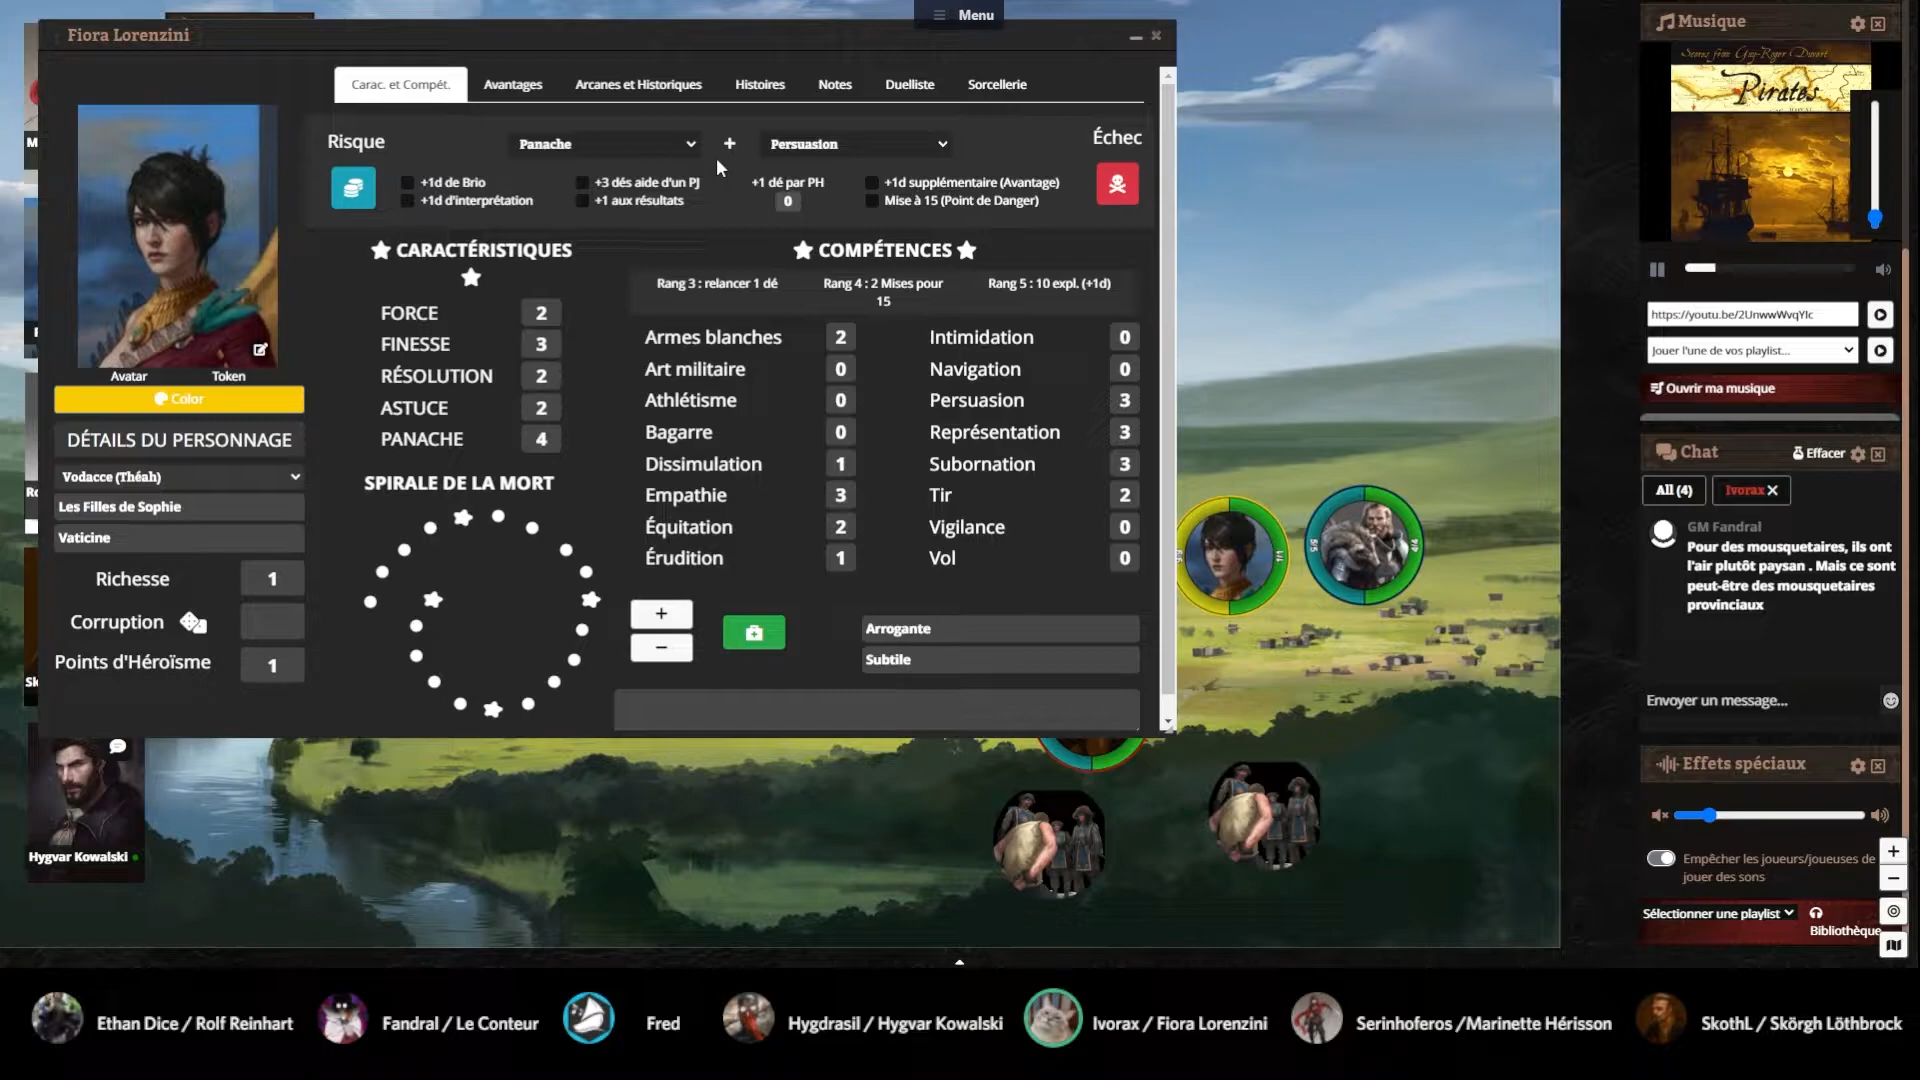 Menu
Fiora Lorenzini
Carac. et Compét.
Avantages
Arcanes et Historiques
Histoires
Notes
Duelliste
Sorcellerie
Risque
Panache
+
Persuasion
Échec
+1d de Brio
+3 dés aide d'un PJ
+1 dé par PH
+1d supplémentaire (Avantage)
+1d d'interprétation
+1 aux résultats
0
Mise à 15 (Point de Danger)
CARACTÉRISTIQUES
FORCE 2
FINESSE 3
RÉSOLUTION 2
ASTUCE 2
PANACHE 4
SPIRALE DE LA MORT
COMPÉTENCES
Rang 3 : relancer 1 dé
Rang 4 : 2 Mises pour
15
Rang 5 : 10 expl. (+1d)
Armes blanches 2
Art militaire 0
Athlétisme 0
Bagarre 0
Dissimulation 1
Empathie 3
Équitation 2
Érudition 1
Intimidation 0
Navigation 0
Persuasion 3
Représentation 3
Subornation 3
Tir 2
Vigilance 0
Vol 0
+
−
Arrogante
Subtile
Avatar
Token
Color
DÉTAILS DU PERSONNAGE
Vodacce (Théah)
Les Filles de Sophie
Vaticine
Richesse 1
Corruption
Points d'Héroïsme 1
Hygvar Kowalski
Musique
Scores from Guy-Roger Duvert
Pirates
https://youtu.be/2UnwwWvqYlc
Jouer l'une de vos playlist...
Ouvrir ma musique
Chat
Effacer
All (4)
Ivorax
GM Fandral
Pour des mousquetaires, ils ont
l'air plutôt paysan . Mais ce sont
peut-être des mousquetaires
provinciaux
Envoyer un message...
Effets spéciaux
Empêcher les joueurs/joueuses de
jouer des sons
Sélectionner une playlist
Bibliothèque
+
−
Ethan Dice / Rolf Reinhart
Fandral / Le Conteur
Fred
Hygdrasil / Hygvar Kowalski
Ivorax / Fiora Lorenzini
Serinhoferos /Marinette Hérisson
SkothL / Skörgh Löthbrock